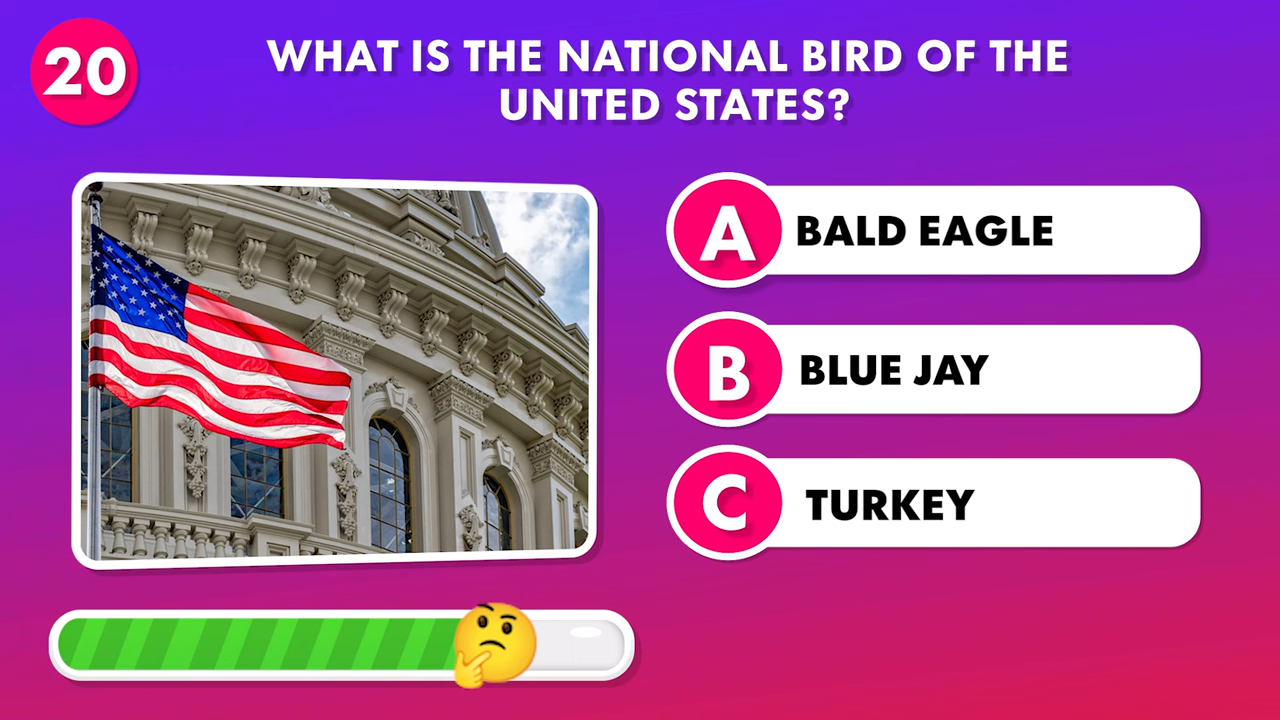 20
WHAT IS THE NATIONAL BIRD OF THE
UNITED STATES?
A BALD EAGLE
B BLUE JAY
C TURKEY